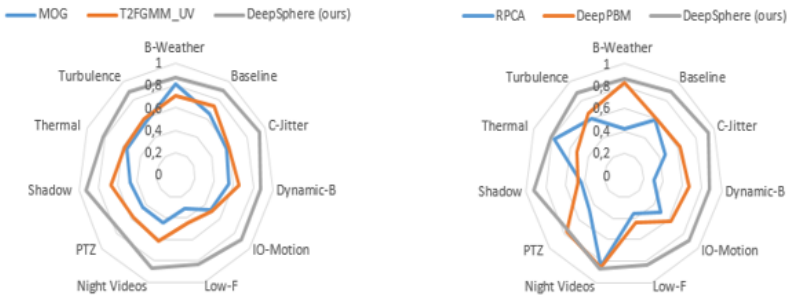 MOG T2FGMM_UV DeepSphere (ours)
B-Weather
Turbulence 1 Baseline
0,8
0,6
Thermal 0,4 C-Jitter
0,2
0
Shadow Dynamic-B
PTZ IO-Motion
Night Videos Low-F
RPCA DeepPBM DeepSphere (ours)
B-Weather
Turbulence 1 Baseline
0,8
0,6
Thermal 0,4 C-Jitter
0,2
0
Shadow Dynamic-B
PTZ IO-Motion
Night Videos Low-F